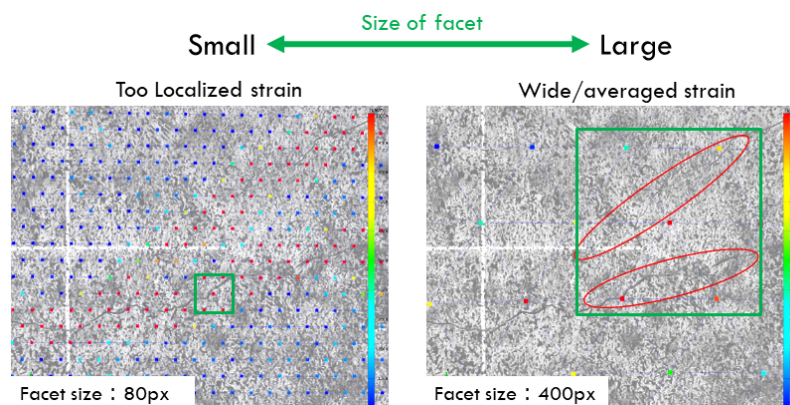 Size of facet
Small Large
Too Localized strain Wide/averaged strain
Facet size：80px Facet size：400px